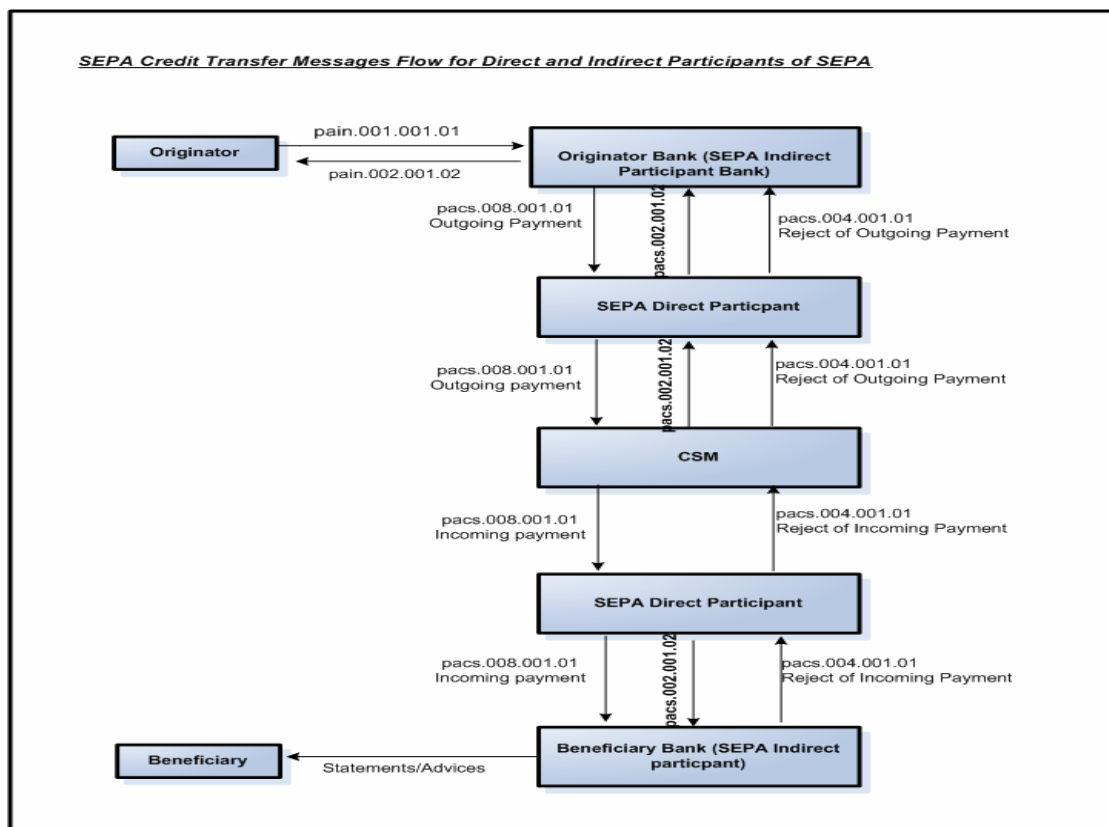 SEPA Credit Transfer Messages Flow for Direct and Indirect Participants of SEPA
pain.001.001.01
Originator
Originator Bank (SEPA Indirect
Participant Bank)
pain.002.001.02
pacs.008.001.01
Outgoing Payment
pacs.002.001.02
pacs.004.001.01
Reject of Outgoing Payment
SEPA Direct Particpant
pacs.008.001.01
Outgoing payment
pacs.002.001.02
pacs.004.001.01
Reject of Outgoing Payment
CSM
pacs.008.001.01
Incoming payment
pacs.004.001.01
Reject of Incoming Payment
SEPA Direct Participant
pacs.008.001.01
Incoming payment
pacs.002.001.02
pacs.004.001.01
Reject of Incoming Payment
Beneficiary Bank (SEPA Indirect
particpant)
Beneficiary
Statements/Advices